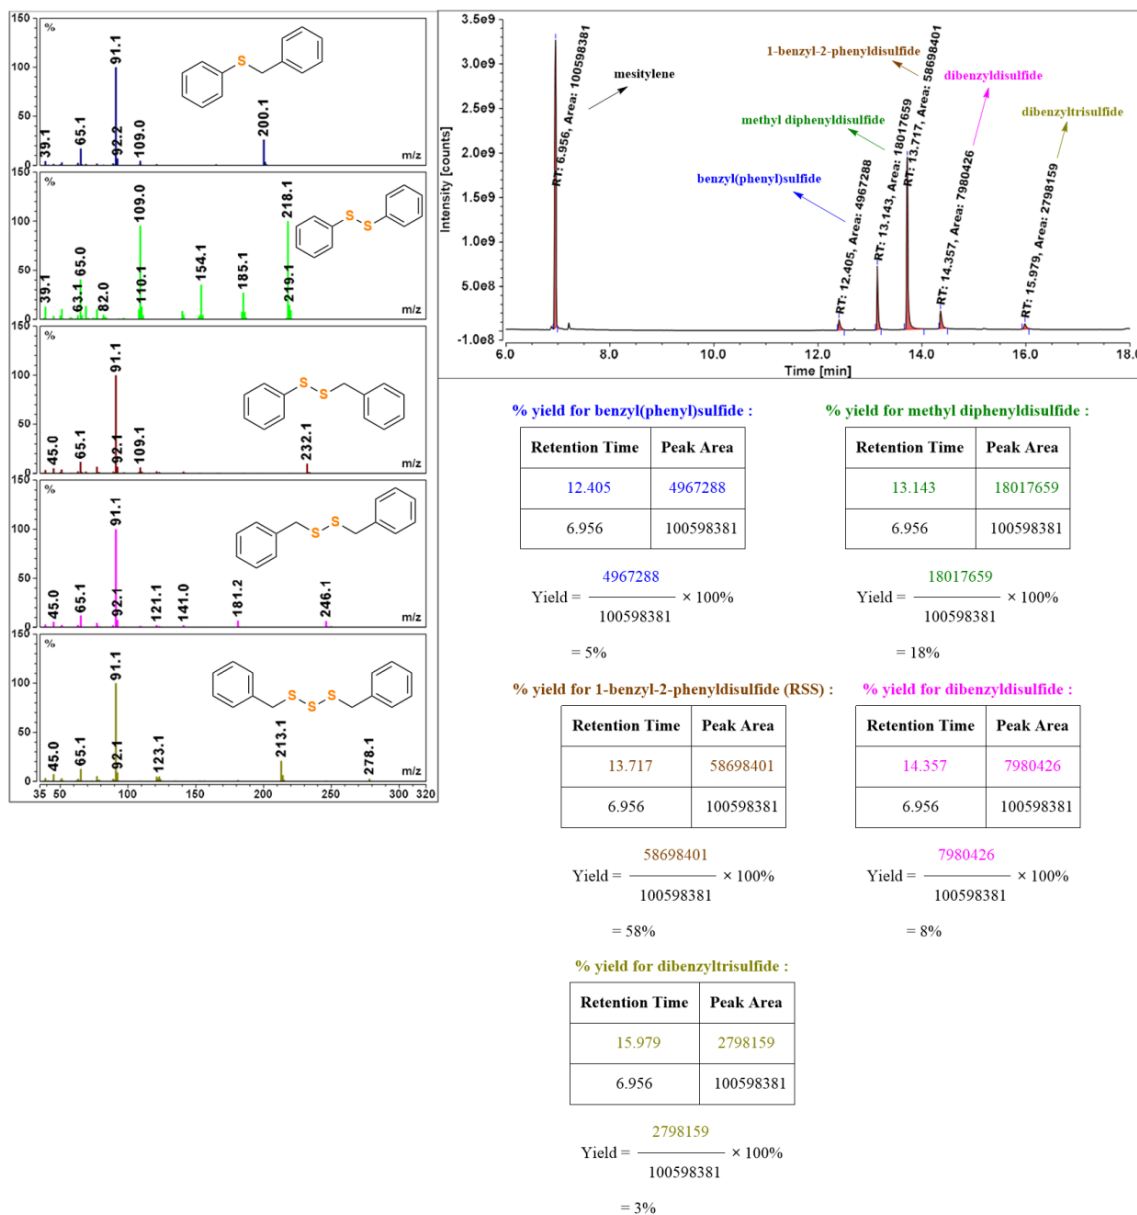 150
%
100
50
0
39.1
65.1
91.1
92.2
109.0
200.1
m/z
S
150
%
100
50
0
39.1
63.1
65.0
82.0
109.0
110.1
154.1
185.1
218.1
219.1
m/z
S
S
150
%
100
50
0
45.0
65.1
91.1
92.1
109.1
232.1
m/z
S
S
150
%
100
50
0
45.0
65.1
91.1
92.1
121.1
141.0
181.2
246.1
m/z
S
S
150
%
100
50
0
45.0
65.1
91.1
92.1
123.1
213.1
278.1
m/z
S
S
S
35 50 100 150 200 250 300 320
3.5e9
3.0e9
2.5e9
2.0e9
1.5e9
1.0e9
5.0e8
-1.0e8
Intensity [counts]
RT: 6.956, Area: 100598381
mesitylene
1-benzyl-2-phenyldisulfide
dibenzyldisulfide
dibenzyltrisulfide
methyl diphenyldisulfide
benzyl(phenyl)sulfide
RT: 12.405, Area: 4967288
RT: 13.143, Area: 18017659
RT: 13.717, Area: 58698401
RT: 14.357, Area: 7980426
RT: 15.979, Area: 2798159
6.0 8.0 10.0 12.0 14.0 16.0 18.0
Time [min]
% yield for benzyl(phenyl)sulfide :
Retention Time Peak Area
12.405 4967288
6.956 100598381
Yield = 4967288 / 100598381 × 100%
= 5%
% yield for methyl diphenyldisulfide :
Retention Time Peak Area
13.143 18017659
6.956 100598381
Yield = 18017659 / 100598381 × 100%
= 18%
% yield for 1-benzyl-2-phenyldisulfide (RSS) :
Retention Time Peak Area
13.717 58698401
6.956 100598381
Yield = 58698401 / 100598381 × 100%
= 58%
% yield for dibenzyldisulfide :
Retention Time Peak Area
14.357 7980426
6.956 100598381
Yield = 7980426 / 100598381 × 100%
= 8%
% yield for dibenzyltrisulfide :
Retention Time Peak Area
15.979 2798159
6.956 100598381
Yield = 2798159 / 100598381 × 100%
= 3%